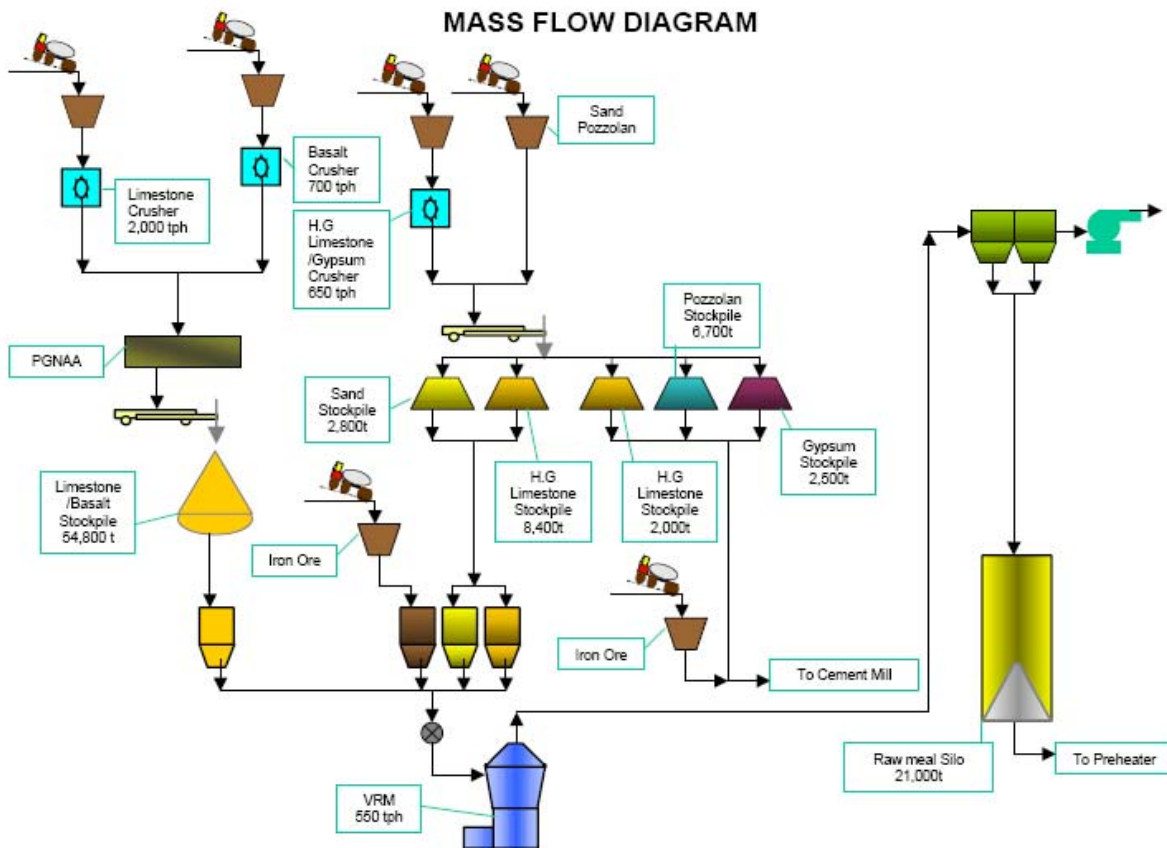 MASS FLOW DIAGRAM
Sand
Pozzolan
Basalt
Crusher
700 tph
Limestone
Crusher
2,000 tph
H.G
Limestone
/Gypsum
Crusher
650 tph
Pozzolan
Stockpile
6,700t
PGNAA
Sand
Stockpile
2,800t
Gypsum
Stockpile
2,500t
H.G
Limestone
Stockpile
8,400t
H.G
Limestone
Stockpile
2,000t
Limestone
/Basalt
Stockpile
54,800 t
Iron Ore
Iron Ore
To Cement Mill
Raw meal Silo
21,000t
To Preheater
VRM
550 tph